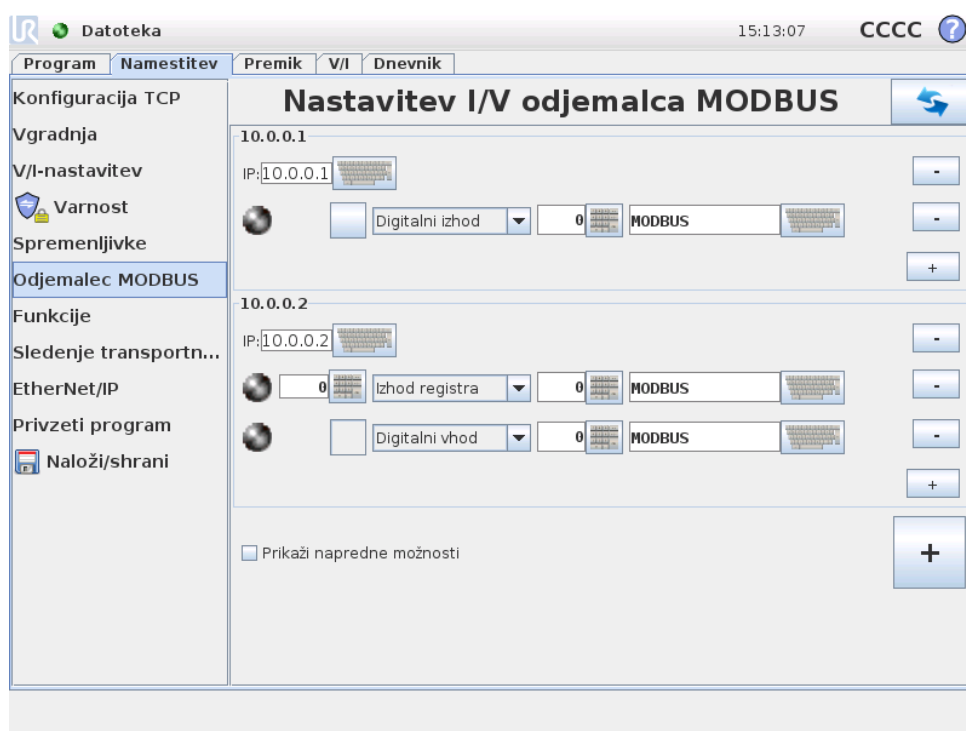 UR Datoteka 15:13:07 CCCC ?
Program Namestitev Premik V/I Dnevnik
Konfiguracija TCP
Vgradnja
V/I-nastavitev
Varnost
Spremenljivke
Odjemalec MODBUS
Funkcije
Sledenje transportn...
EtherNet/IP
Privzeti program
Naloži/shrani
Nastavitev I/V odjemalca MODBUS
10.0.0.1
IP: 10.0.0.1 -
Digitalni izhod 0 MODBUS -
+
10.0.0.2
IP: 10.0.0.2 -
0 Izhod registra 0 MODBUS -
Digitalni vhod 0 MODBUS -
+
Prikaži napredne možnosti +